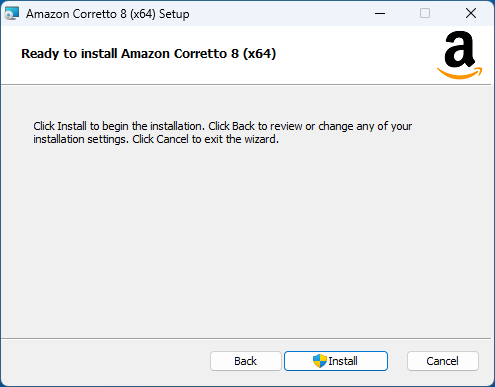 Amazon Corretto 8 (x64) Setup
Ready to install Amazon Corretto 8 (x64)
a
Click Install to begin the installation. Click Back to review or change any of your
installation settings. Click Cancel to exit the wizard.
Back Install Cancel